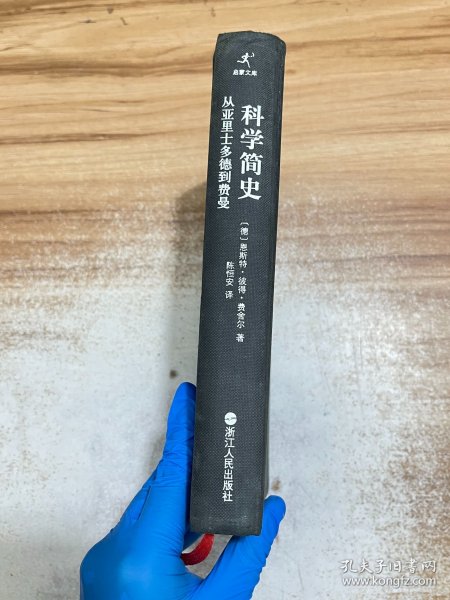 启蒙文库
科学简史
从亚里士多德到费曼
〔德〕恩斯特·彼得·费舍尔 著
陈恒安 译
浙江人民出版社
孔夫子旧书网
www.kongfz.com